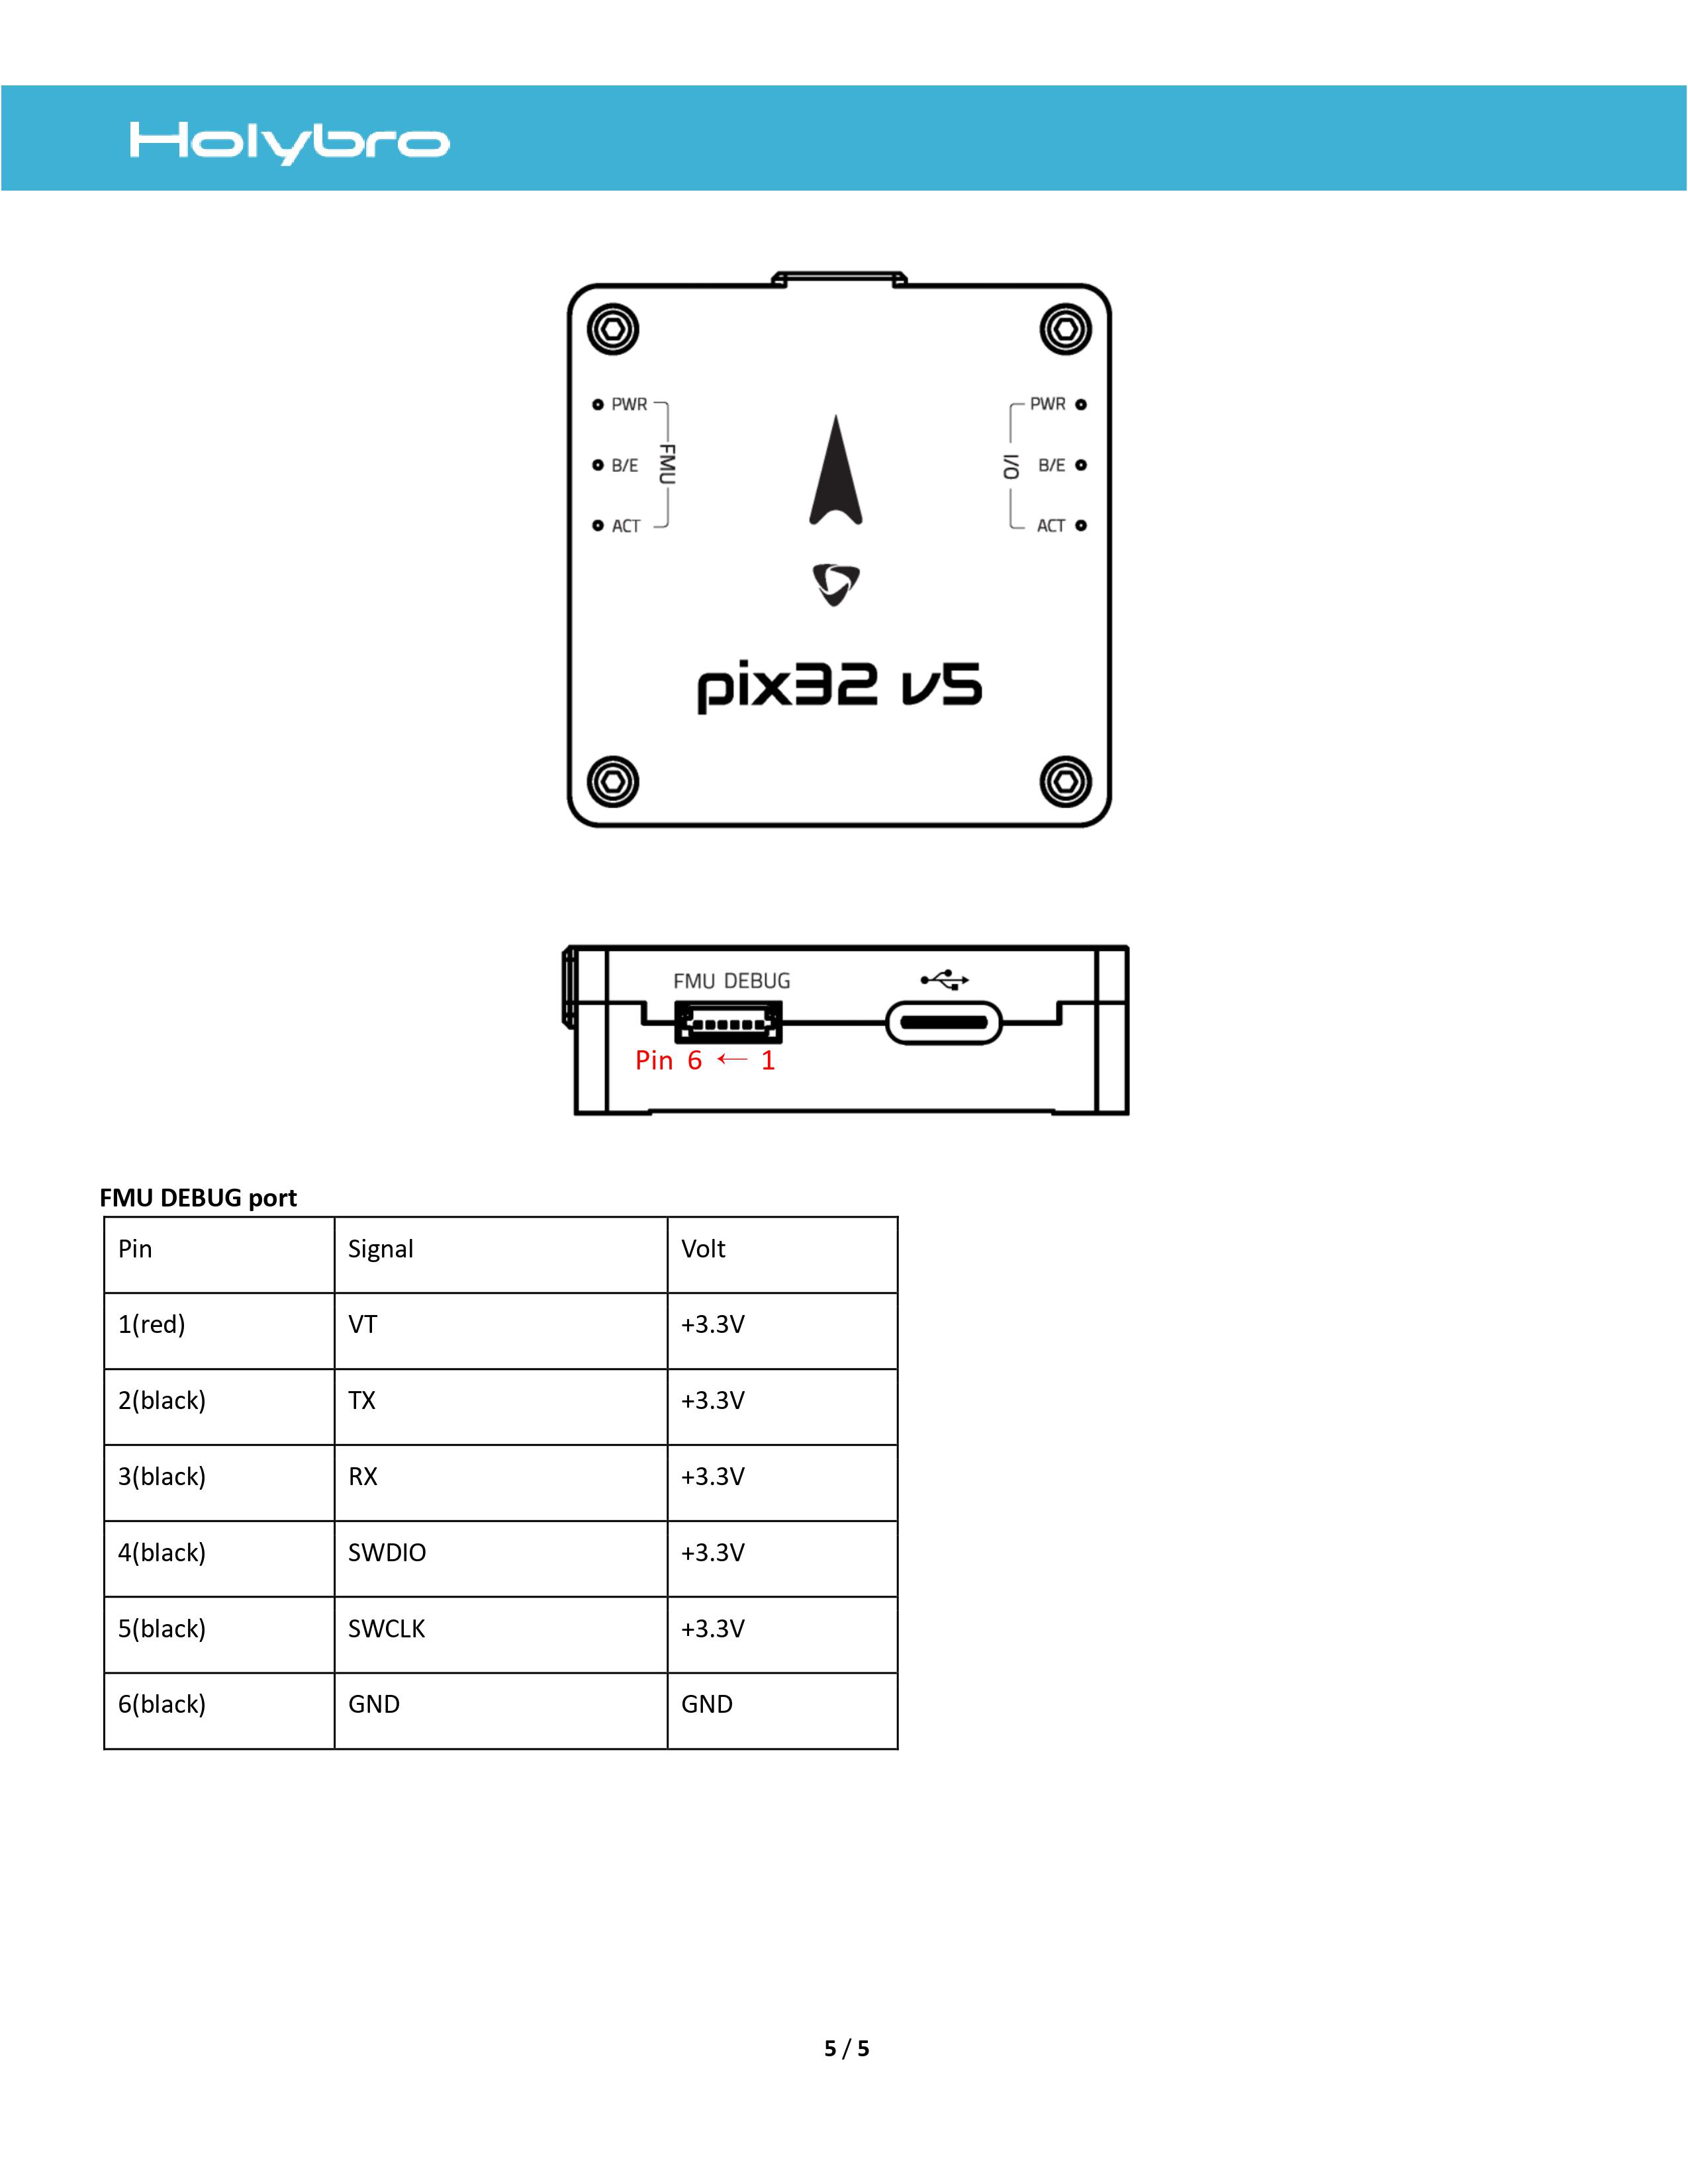 Holybro
PWR
B/E
ACT
FMU
PWR
B/E
ACT
I/O
pix32 v5
FMU DEBUG
Pin 6 ← 1
FMU DEBUG port
Pin Signal Volt
1(red) VT +3.3V
2(black) TX +3.3V
3(black) RX +3.3V
4(black) SWDIO +3.3V
5(black) SWCLK +3.3V
6(black) GND GND
5 / 5